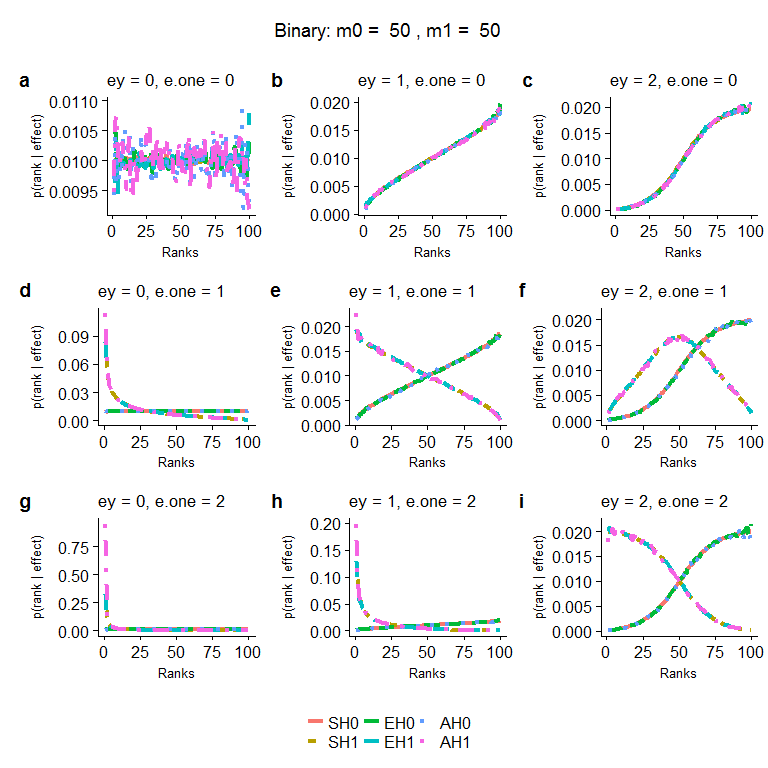 Binary: m0 =  50 , m1 =  50
a
ey = 0, e.one = 0
p(rank | effect)
0.0110
0.0105
0.0100
0.0095
0 25 50 75 100
Ranks
b
ey = 1, e.one = 0
p(rank | effect)
0.020
0.015
0.010
0.005
0.000
0 25 50 75 100
Ranks
c
ey = 2, e.one = 0
p(rank | effect)
0.020
0.015
0.010
0.005
0.000
0 25 50 75 100
Ranks
d
ey = 0, e.one = 1
p(rank | effect)
0.09
0.06
0.03
0.00
0 25 50 75 100
Ranks
e
ey = 1, e.one = 1
p(rank | effect)
0.020
0.015
0.010
0.005
0.000
0 25 50 75 100
Ranks
f
ey = 2, e.one = 1
p(rank | effect)
0.020
0.015
0.010
0.005
0.000
0 25 50 75 100
Ranks
g
ey = 0, e.one = 2
p(rank | effect)
0.75
0.50
0.25
0.00
0 25 50 75 100
Ranks
h
ey = 1, e.one = 2
p(rank | effect)
0.20
0.15
0.10
0.05
0.00
0 25 50 75 100
Ranks
i
ey = 2, e.one = 2
p(rank | effect)
0.020
0.015
0.010
0.005
0.000
0 25 50 75 100
Ranks
SH0 EH0 AH0
SH1 EH1 AH1